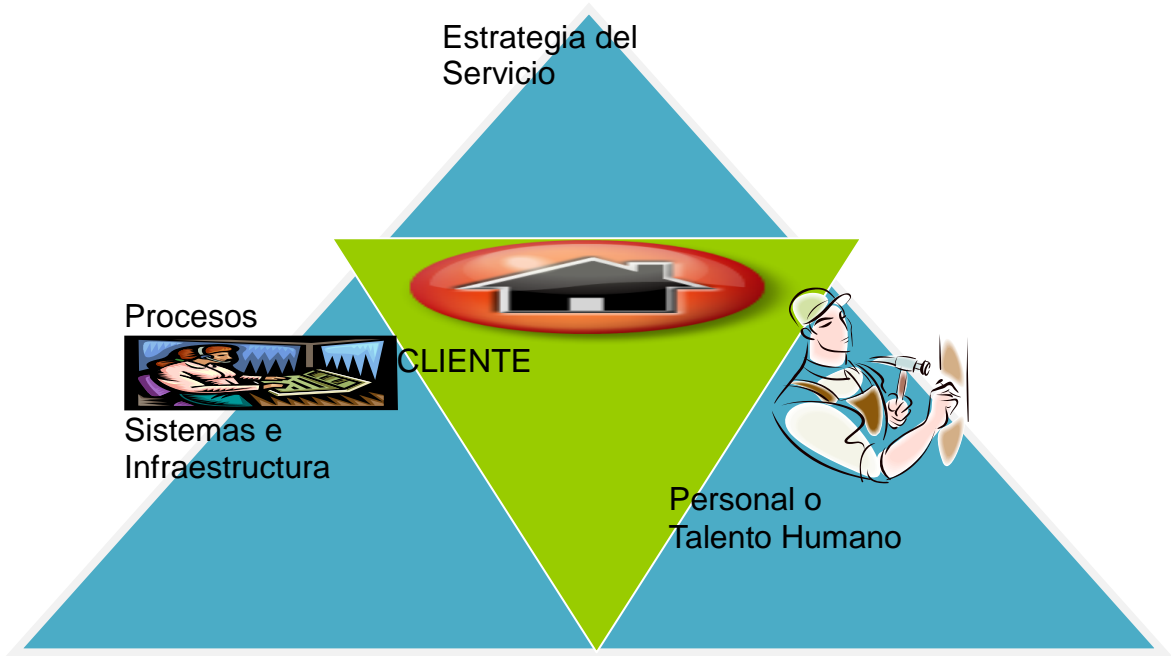 Estrategia del
Servicio
Procesos
CLIENTE
Sistemas e
Infraestructura
Personal o
Talento Humano